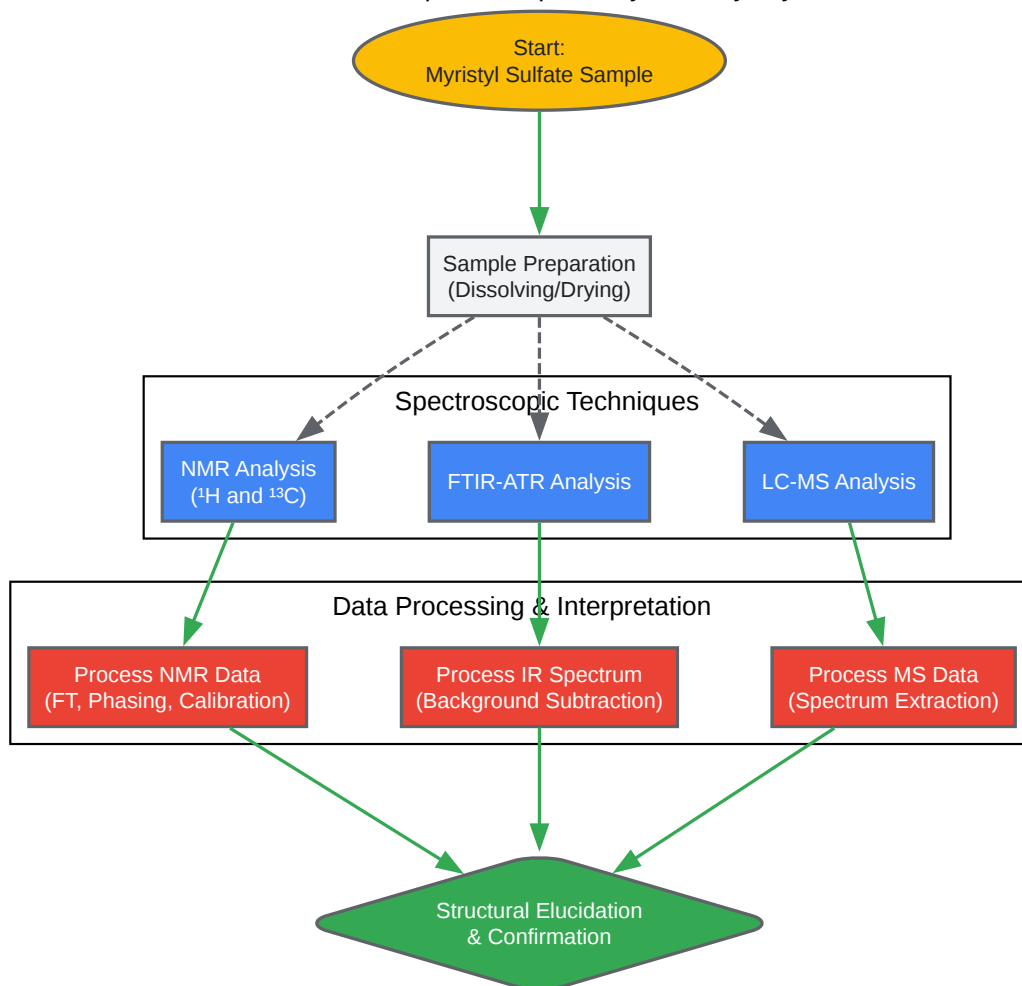 Start:
Myristyl Sulfate Sample
Sample Preparation
(Dissolving/Drying)
Spectroscopic Techniques
NMR Analysis
(¹H and ¹³C)
FTIR-ATR Analysis
LC-MS Analysis
Data Processing & Interpretation
Process NMR Data
(FT, Phasing, Calibration)
Process IR Spectrum
(Background Subtraction)
Process MS Data
(Spectrum Extraction)
Structural Elucidation
& Confirmation